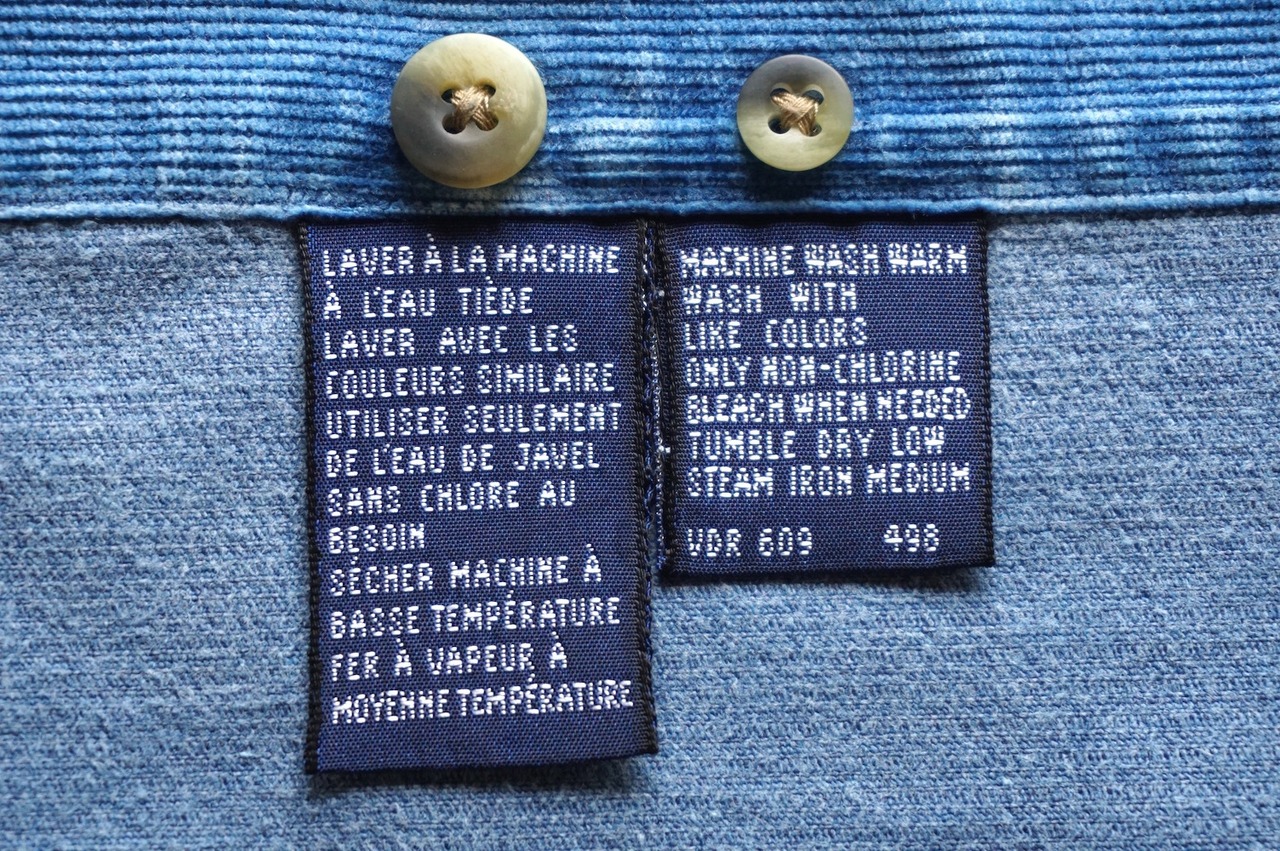 LAVER À LA MACHINE
À L'EAU TIÈDE
LAVER AVEC LES
COULEURS SIMILAIRE
UTILISER SEULEMENT
DE L'EAU DE JAVEL
SANS CHLORE AU
BESOIN
SÉCHER MACHINE À
BASSE TEMPÉRATURE
FER À VAPEUR À
MOYENNE TEMPÉRATURE
MACHINE WASH WARM
WASH WITH
LIKE COLORS
ONLY NON-CHLORINE
BLEACH WHEN NEEDED
TUMBLE DRY LOW
STEAM IRON MEDIUM
VDR 609 498